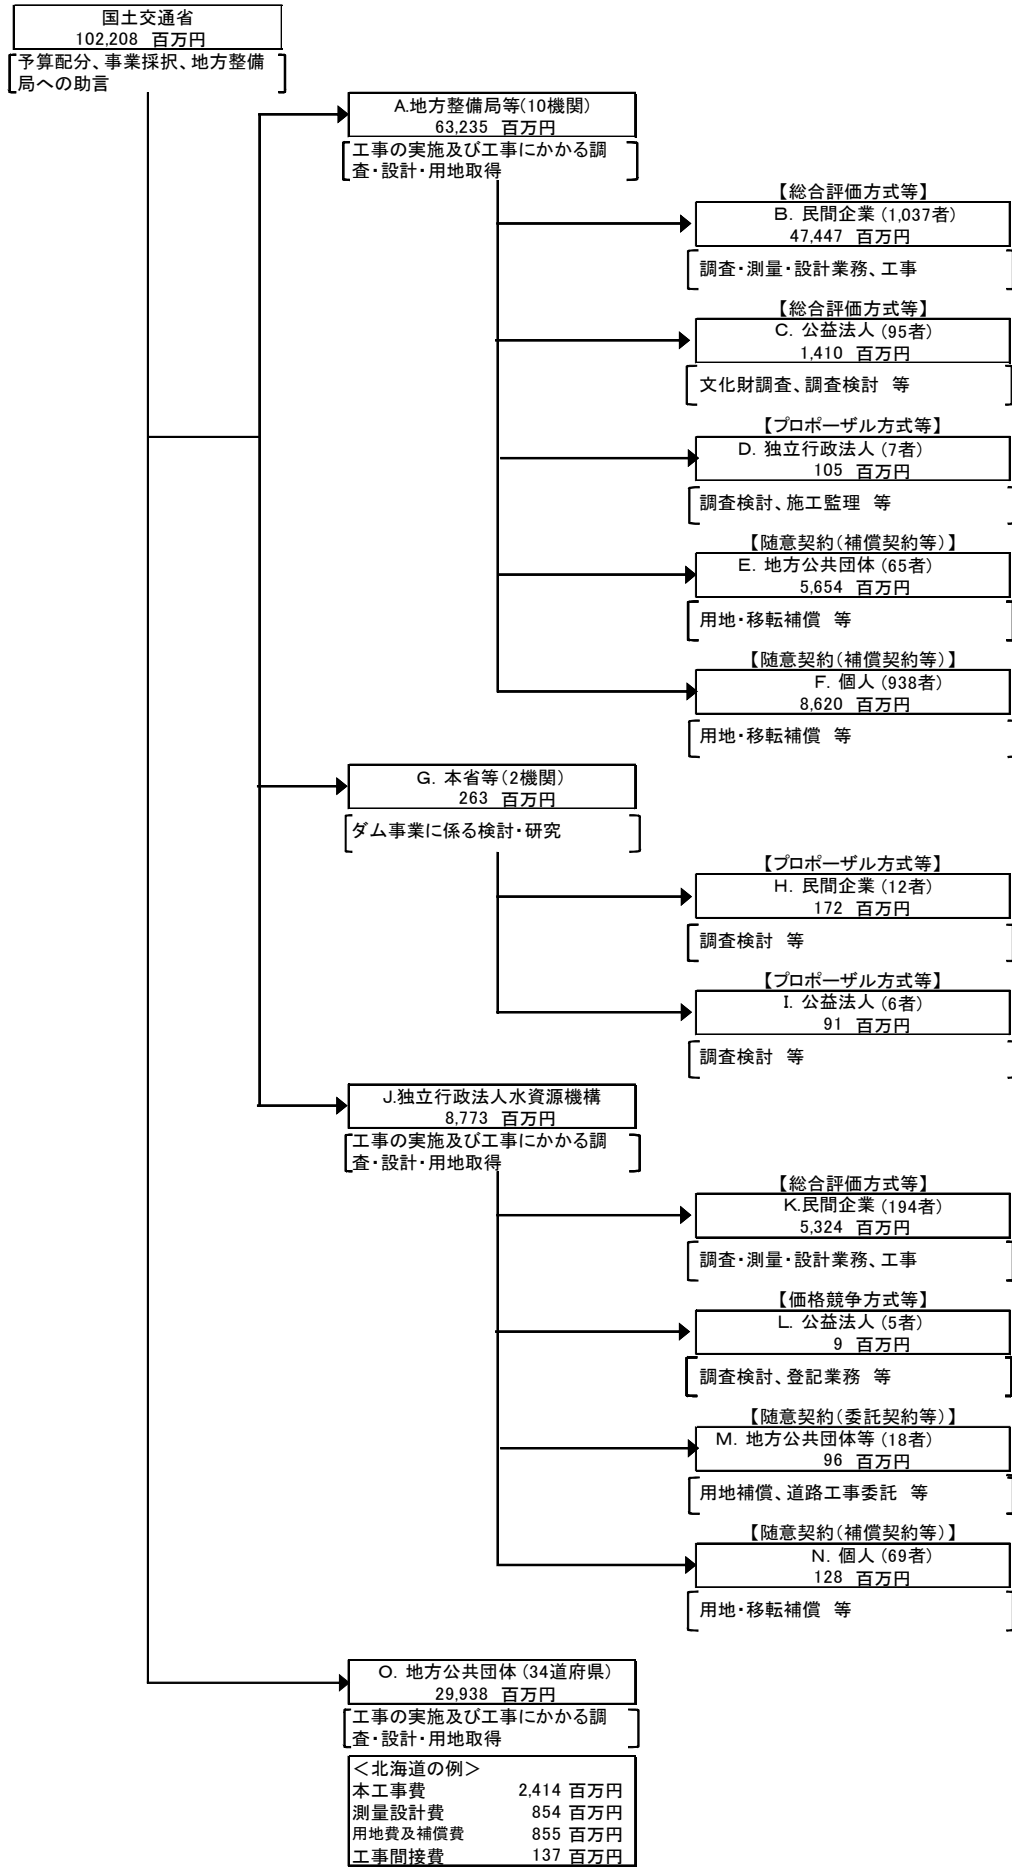 国土交通省
102,208 百万円
予算配分、事業採択、地方整備
局への助言
A.地方整備局等(10機関)
63,235 百万円
工事の実施及び工事にかかる調
査・設計・用地取得
【総合評価方式等】
B. 民間企業 (1,037者)
47,447 百万円
調査・測量・設計業務、工事
【総合評価方式等】
C. 公益法人 (95者)
1,410 百万円
文化財調査、調査検討 等
【プロポーザル方式等】
D. 独立行政法人 (7者)
105 百万円
調査検討、施工監理 等
【随意契約(補償契約等)】
E. 地方公共団体 (65者)
5,654 百万円
用地・移転補償 等
【随意契約(補償契約等)】
F. 個人 (938者)
8,620 百万円
用地・移転補償 等
G. 本省等(2機関)
263 百万円
ダム事業に係る検討・研究
【プロポーザル方式等】
H. 民間企業 (12者)
172 百万円
調査検討 等
【プロポーザル方式等】
I. 公益法人 (6者)
91 百万円
調査検討 等
J.独立行政法人水資源機構
8,773 百万円
工事の実施及び工事にかかる調
査・設計・用地取得
【総合評価方式等】
K.民間企業 (194者)
5,324 百万円
調査・測量・設計業務、工事
【価格競争方式等】
L. 公益法人 (5者)
9 百万円
調査検討、登記業務 等
【随意契約(委託契約等)】
M. 地方公共団体等 (18者)
96 百万円
用地補償、道路工事委託 等
【随意契約(補償契約等)】
N. 個人 (69者)
128 百万円
用地・移転補償 等
O. 地方公共団体 (34道府県)
29,938 百万円
工事の実施及び工事にかかる調
査・設計・用地取得
<北海道の例>
本工事費 2,414 百万円
測量設計費 854 百万円
用地費及補償費 855 百万円
工事間接費 137 百万円